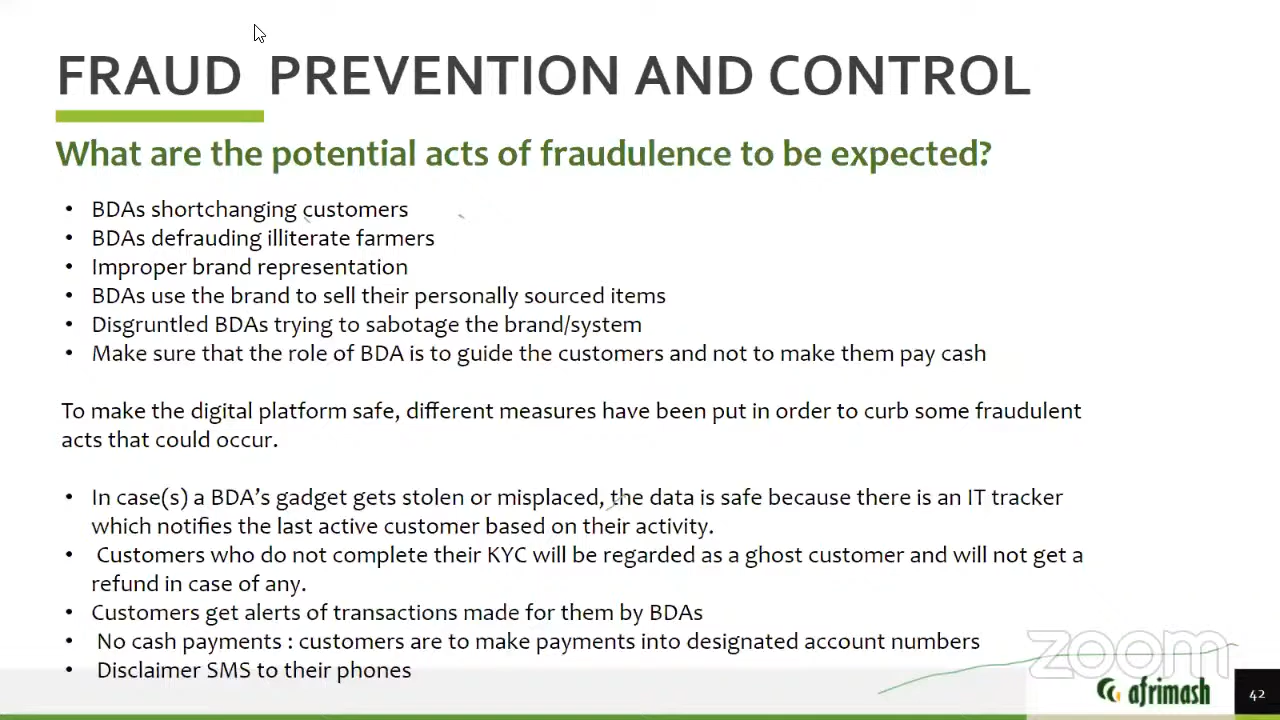 FRAUD PREVENTION AND CONTROL
What are the potential acts of fraudulence to be expected?
• BDAs shortchanging customers
• BDAs defrauding illiterate farmers
• Improper brand representation
• BDAs use the brand to sell their personally sourced items
• Disgruntled BDAs trying to sabotage the brand/system
• Make sure that the role of BDA is to guide the customers and not to make them pay cash
To make the digital platform safe, different measures have been put in order to curb some fraudulent
acts that could occur.
• In case(s) a BDA's gadget gets stolen or misplaced, the data is safe because there is an IT tracker
which notifies the last active customer based on their activity.
• Customers who do not complete their KYC will be regarded as a ghost customer and will not get a
refund in case of any.
• Customers get alerts of transactions made for them by BDAs
• No cash payments : customers are to make payments into designated account numbers
• Disclaimer SMS to their phones
zoom
afrimash
42